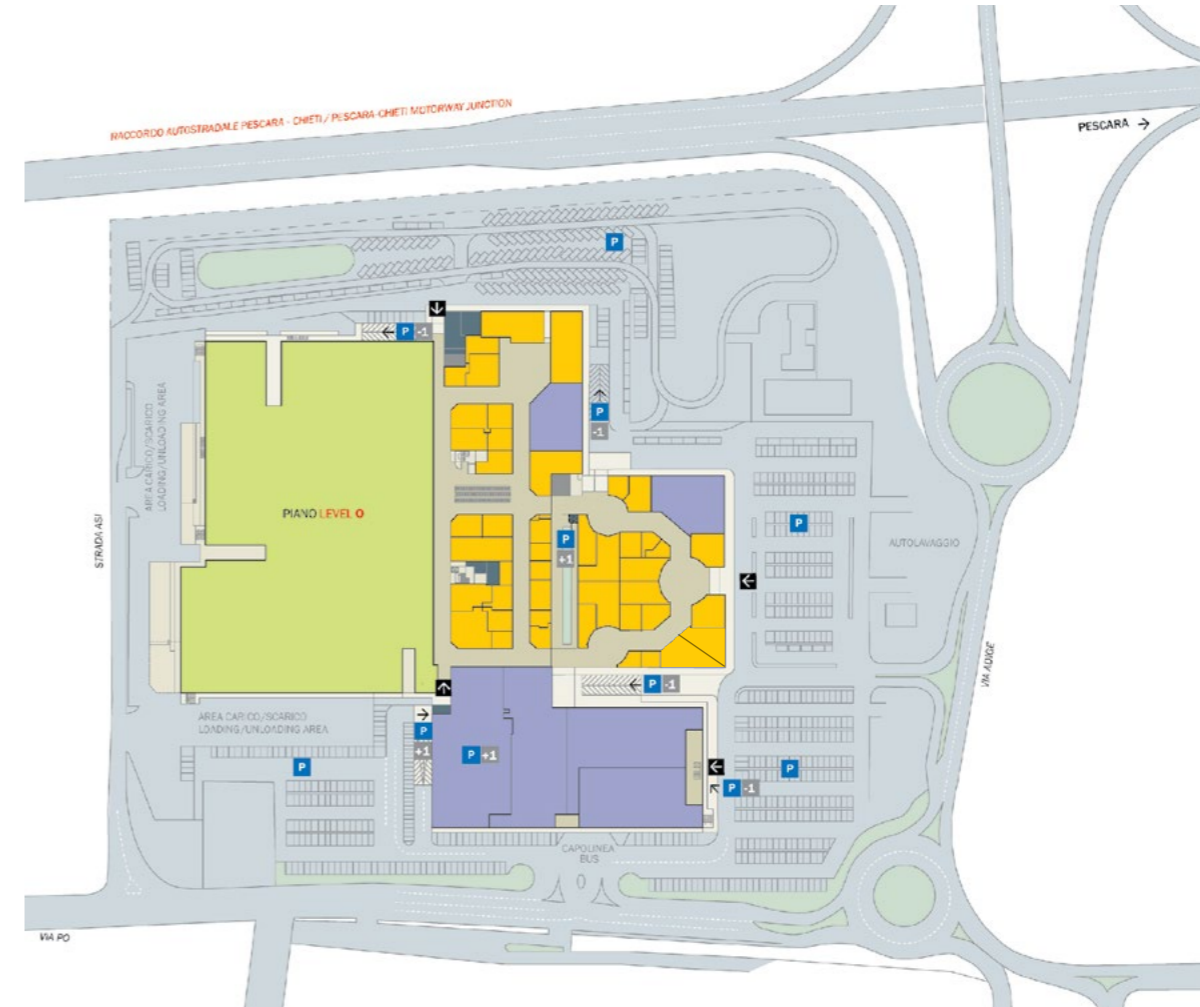 RACCORDO AUTOSTRADALE PESCARA - CHIETI / PESCARA-CHIETI MOTORWAY JUNCTION
PESCARA →
P
← P -1
P
-1
AREA CARICO/SCARICO
LOADING/UNLOADING AREA
STRADA ASI
PIANO LEVEL 0
P
P
+1
AUTOLAVAGGIO
VIA ADIGE
← P -1
AREA CARICO/SCARICO
LOADING/UNLOADING AREA
P
+1
P +1
P
P
P -1
CAPOLINEA
BUS
VIA PO